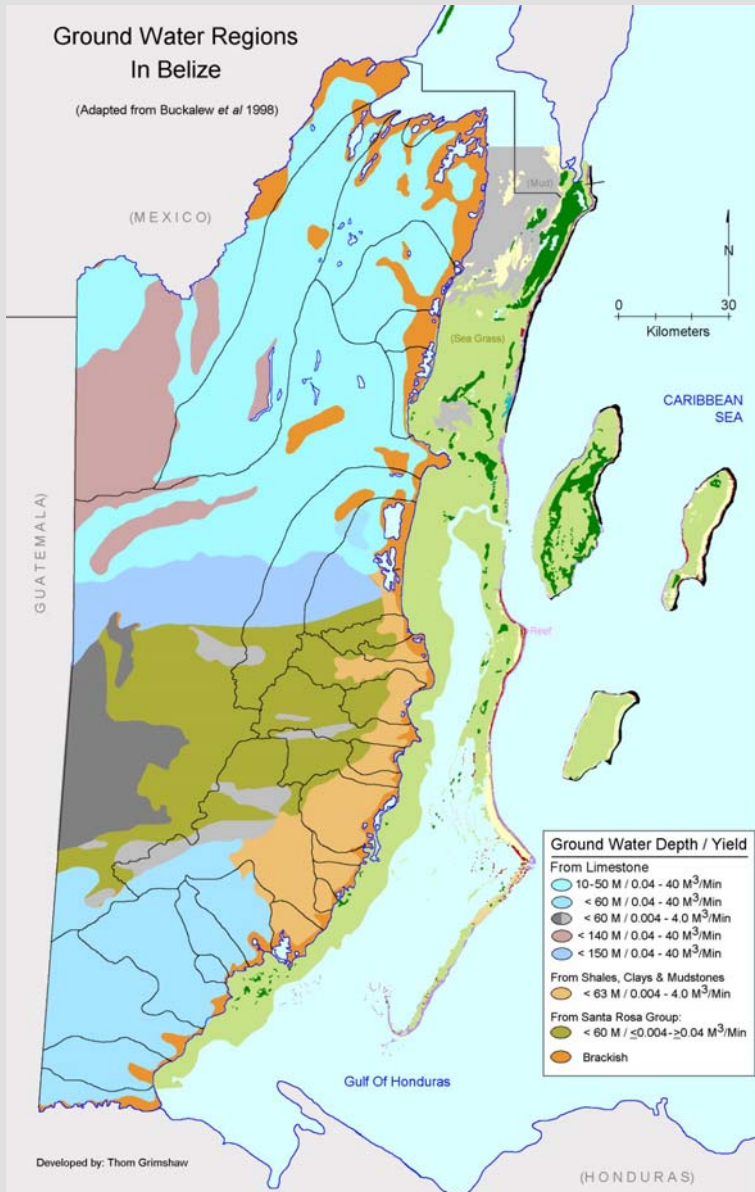 Ground Water Regions
In Belize
(Adapted from Buckalew et al 1998)
(MEXICO)
(Mud)
N
0 30
Kilometers
(Sea Grass)
CARIBBEAN
SEA
GUATEMALA)
Reef
Ground Water Depth / Yield
From Limestone
10-50 M / 0.04 - 40 M³/Min
< 60 M / 0.04 - 40 M³/Min
< 60 M / 0.004 - 4.0 M³/Min
< 140 M / 0.04 - 40 M³/Min
< 150 M / 0.04 - 40 M³/Min
From Shales, Clays & Mudstones
< 63 M / 0.004 - 4.0 M³/Min
From Santa Rosa Group:
< 60 M / ≤0.004->0.04 M³/Min
Brackish
Gulf Of Honduras
Developed by: Thom Grimshaw
(HONDURAS)